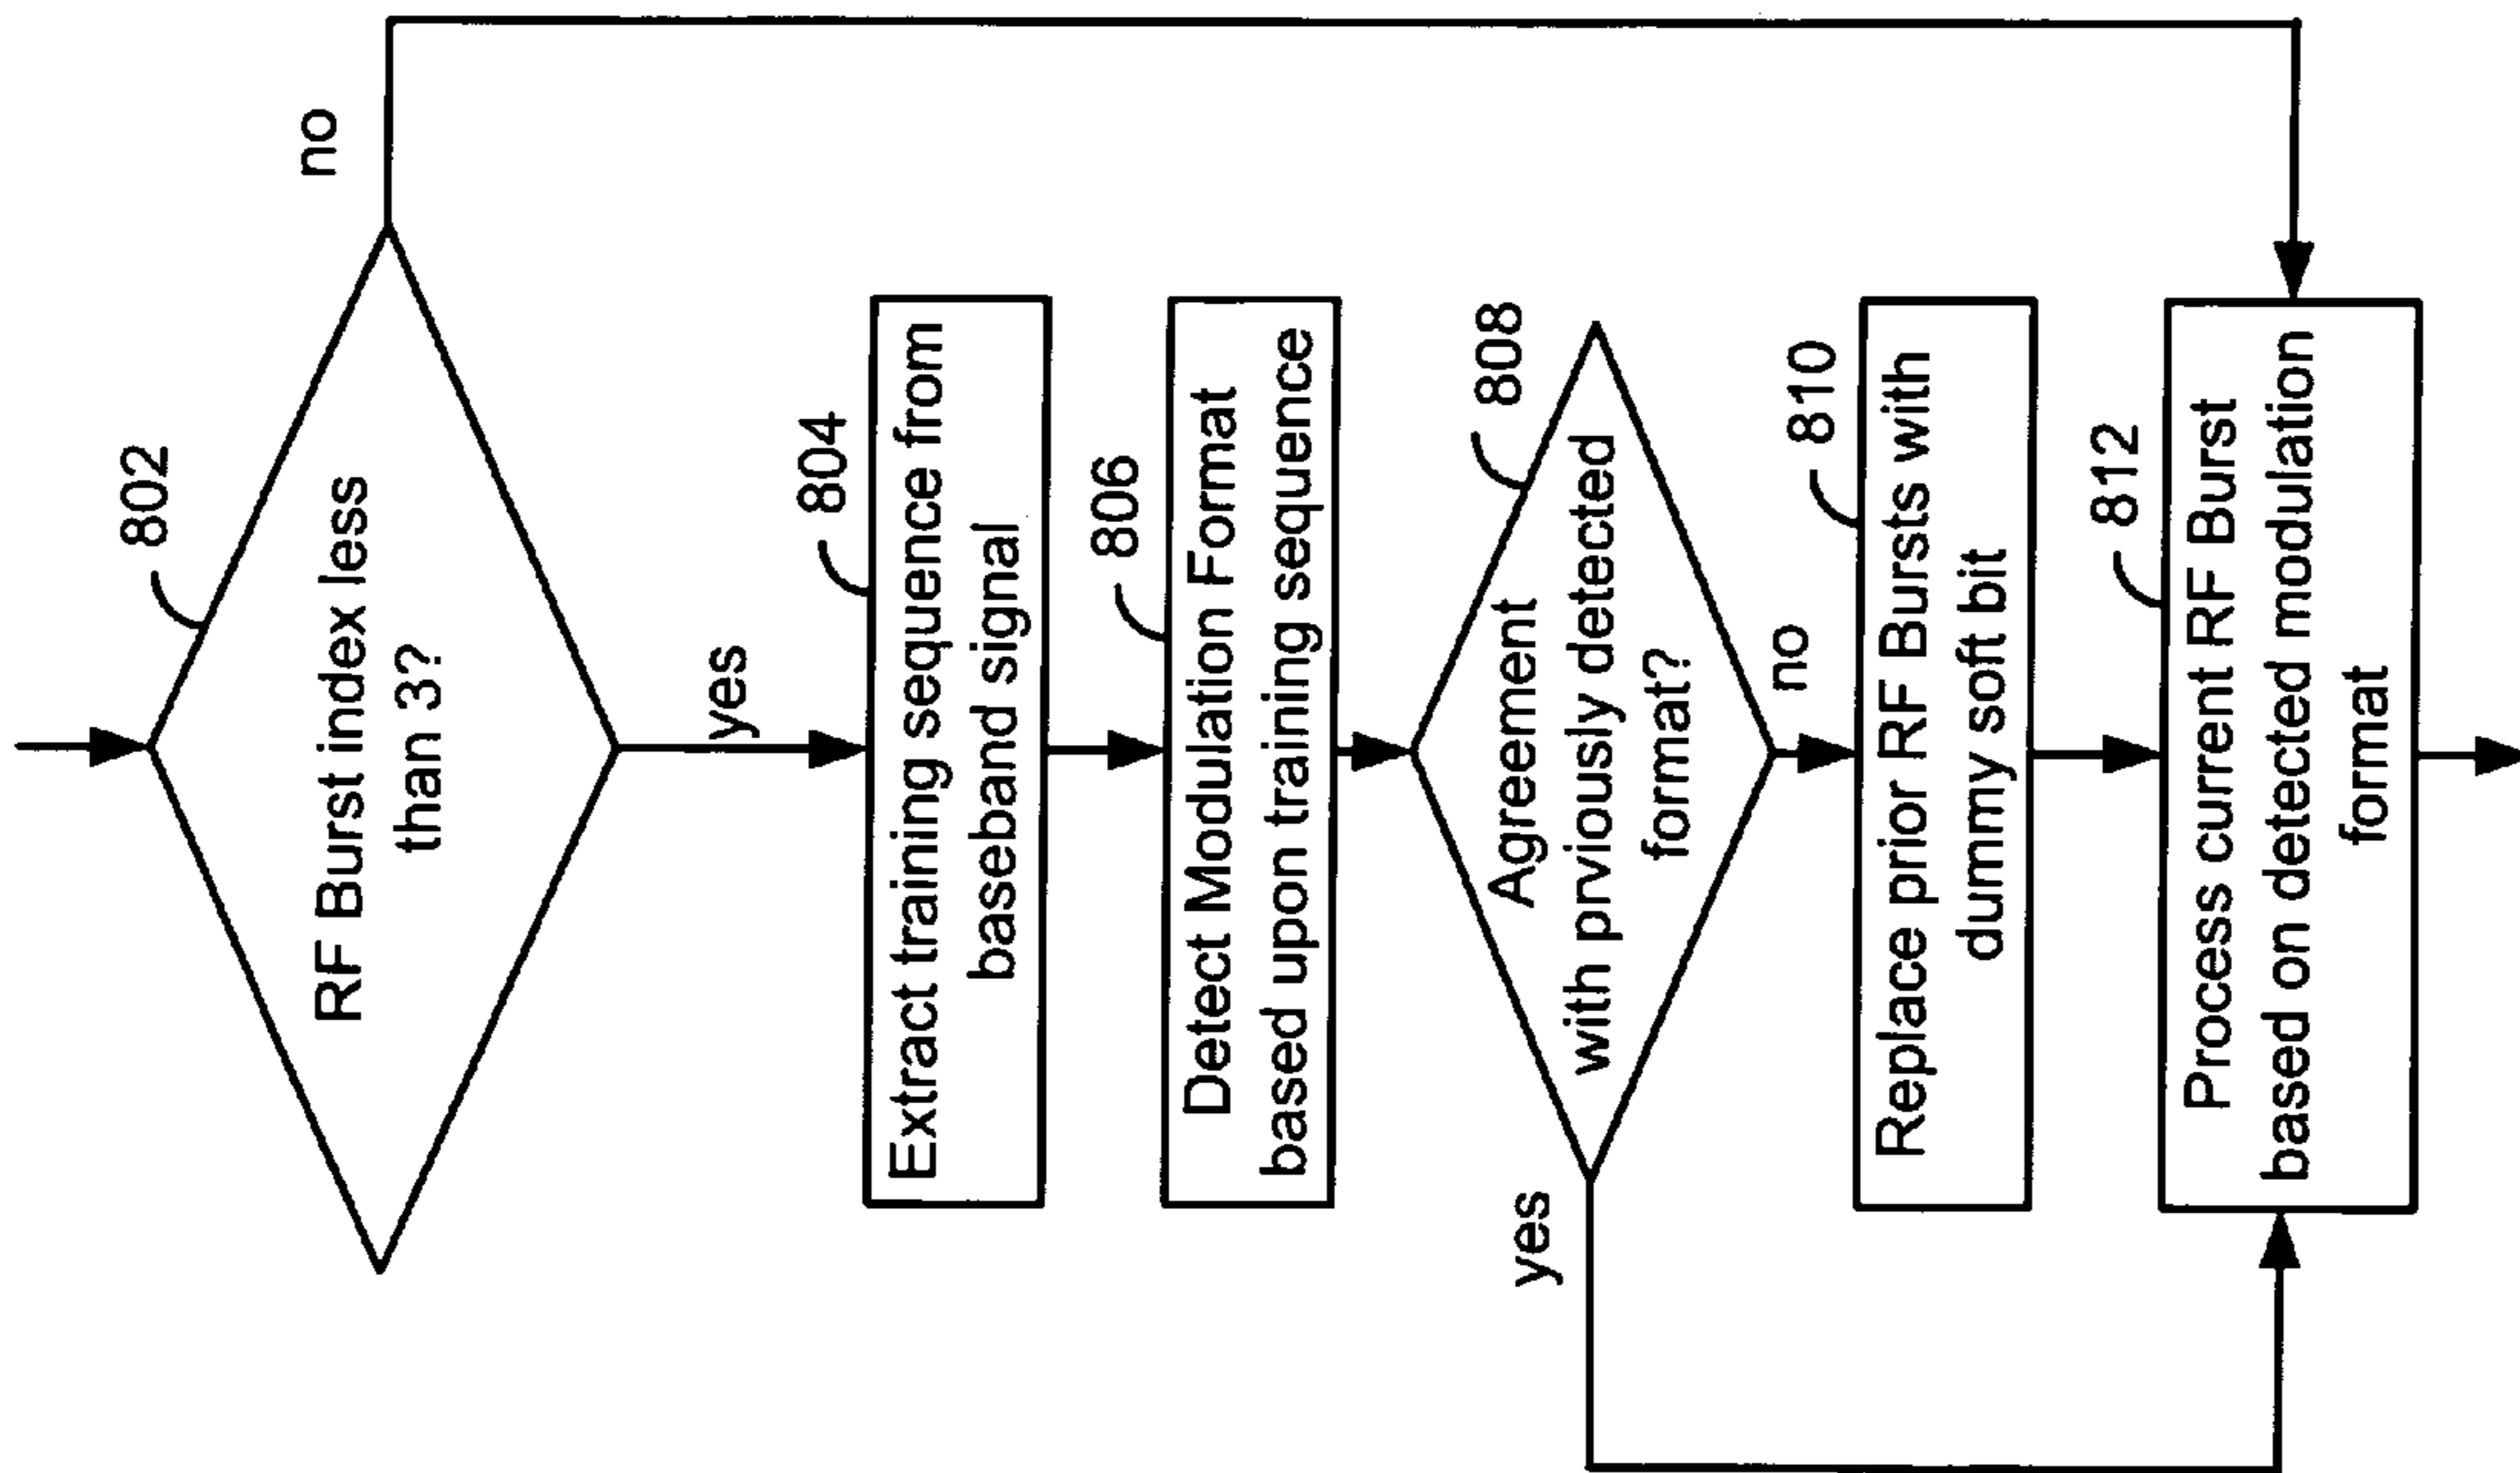 802
RF Burst index less
than 3?
no
yes
804
Extract training sequence from
baseband signal
806
Detect Modulation Format
based upon training sequence
808
Agreement
with prviously detected
format?
yes
no
810
Replace prior RF Bursts with
dummy soft bit
812
Process current RF Burst
based on detected modulation
format